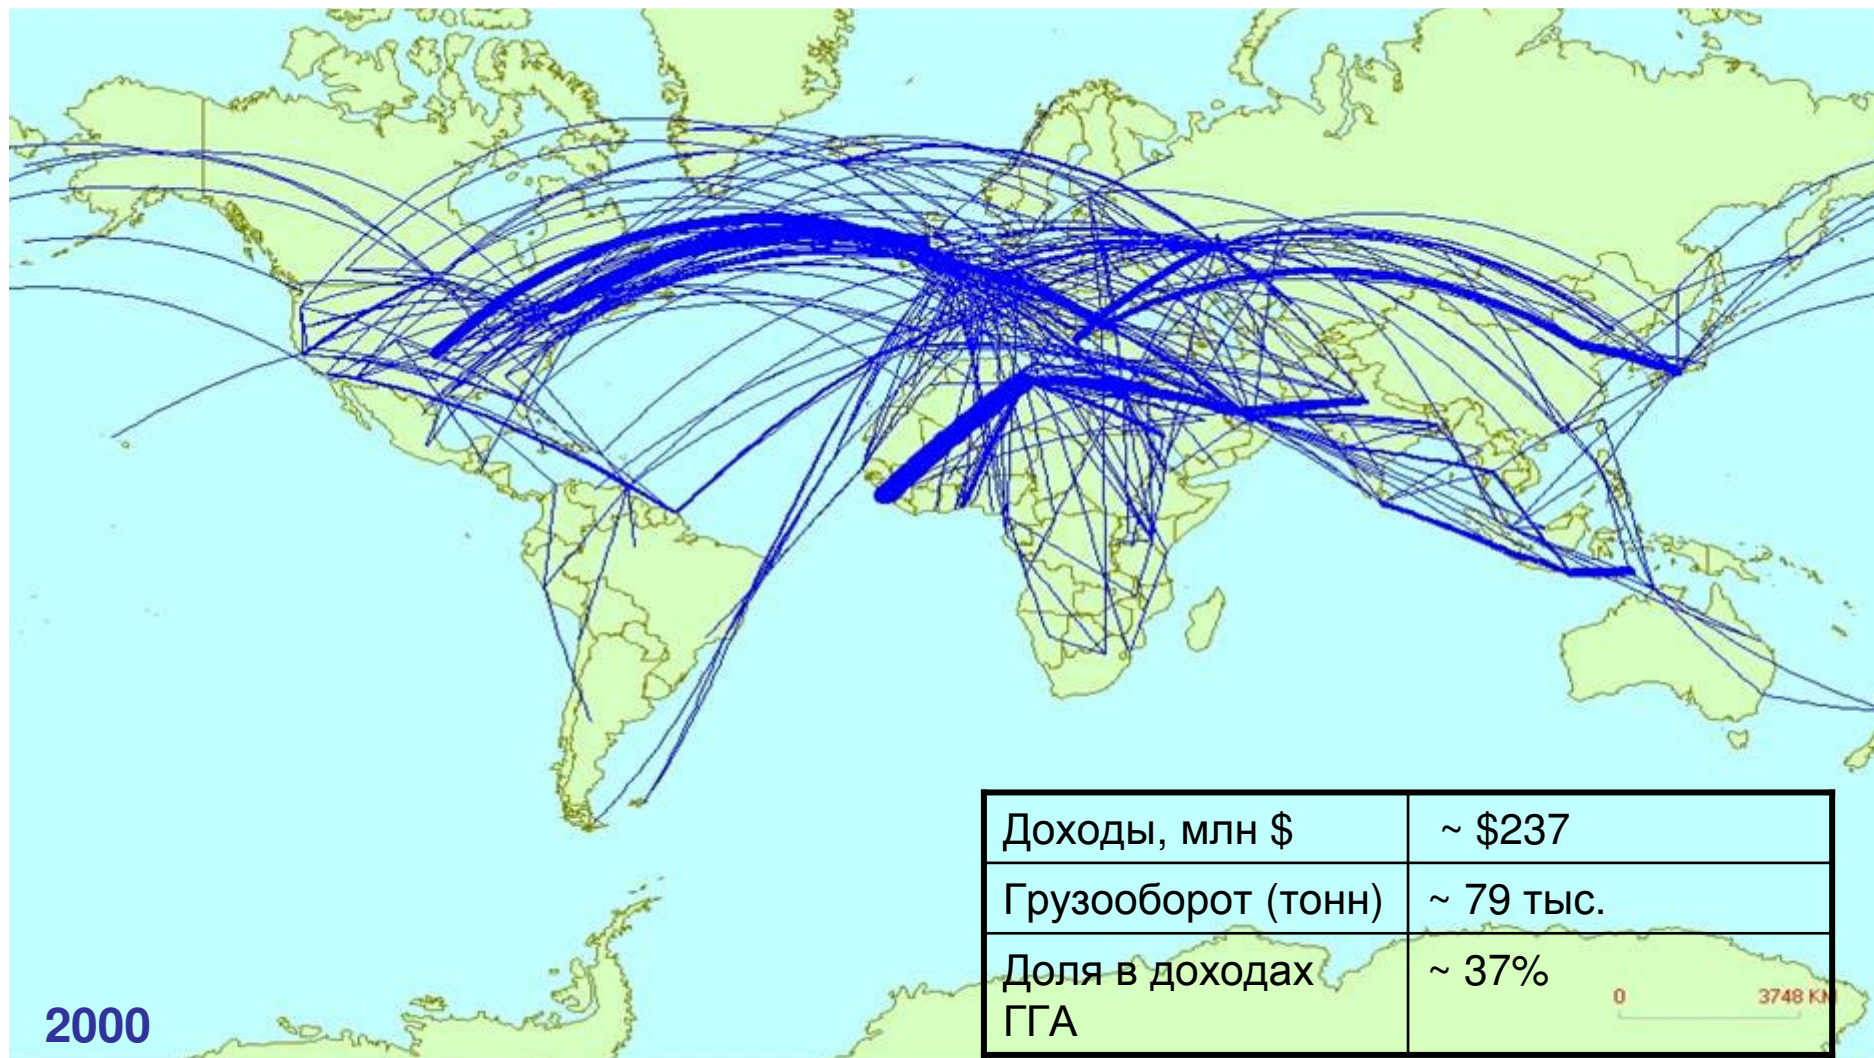 Доходы, млн $ ~ $237
Грузооборот (тонн) ~ 79 тыс.
Доля в доходах ~ 37%
ГГА
0 3748 KM
2000